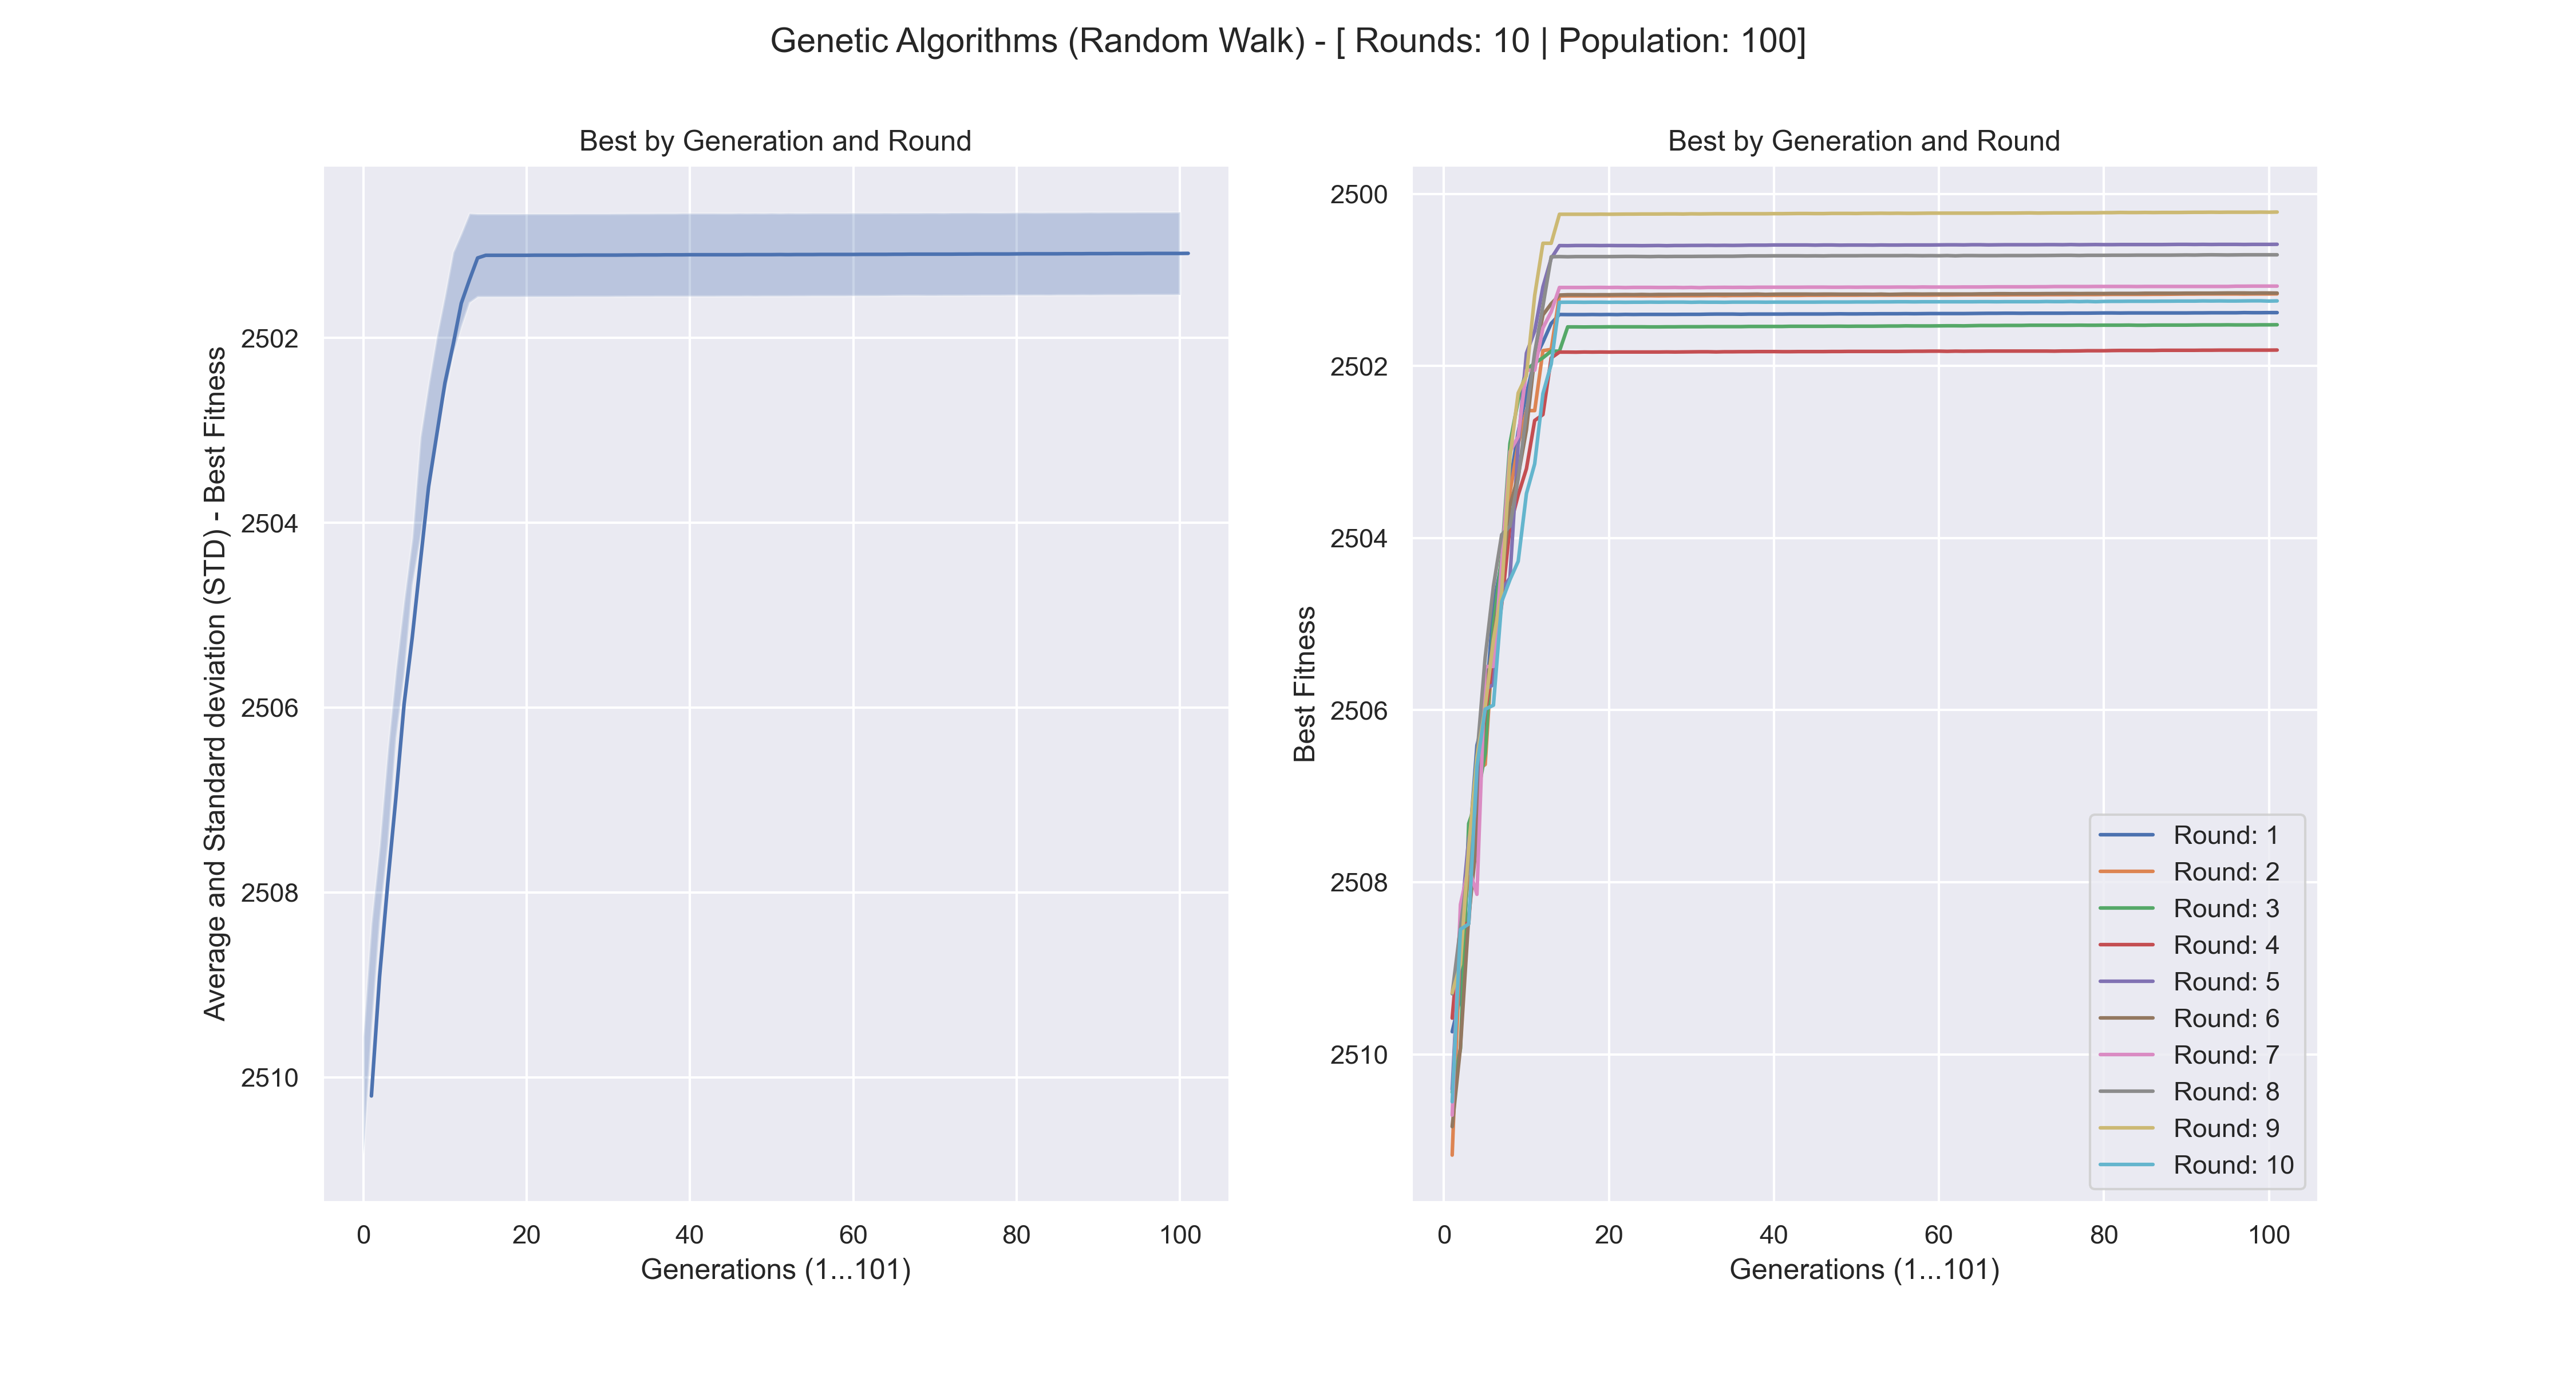 Genetic Algorithms (Random Walk) - [ Rounds: 10 | Population: 100]
Best by Generation and Round
Average and Standard deviation (STD) - Best Fitness
2502
2504
2506
2508
2510
0 20 40 60 80 100
Generations (1...101)
Best by Generation and Round
Best Fitness
2500
2502
2504
2506
2508
2510
Round: 1
Round: 2
Round: 3
Round: 4
Round: 5
Round: 6
Round: 7
Round: 8
Round: 9
Round: 10
0 20 40 60 80 100
Generations (1...101)